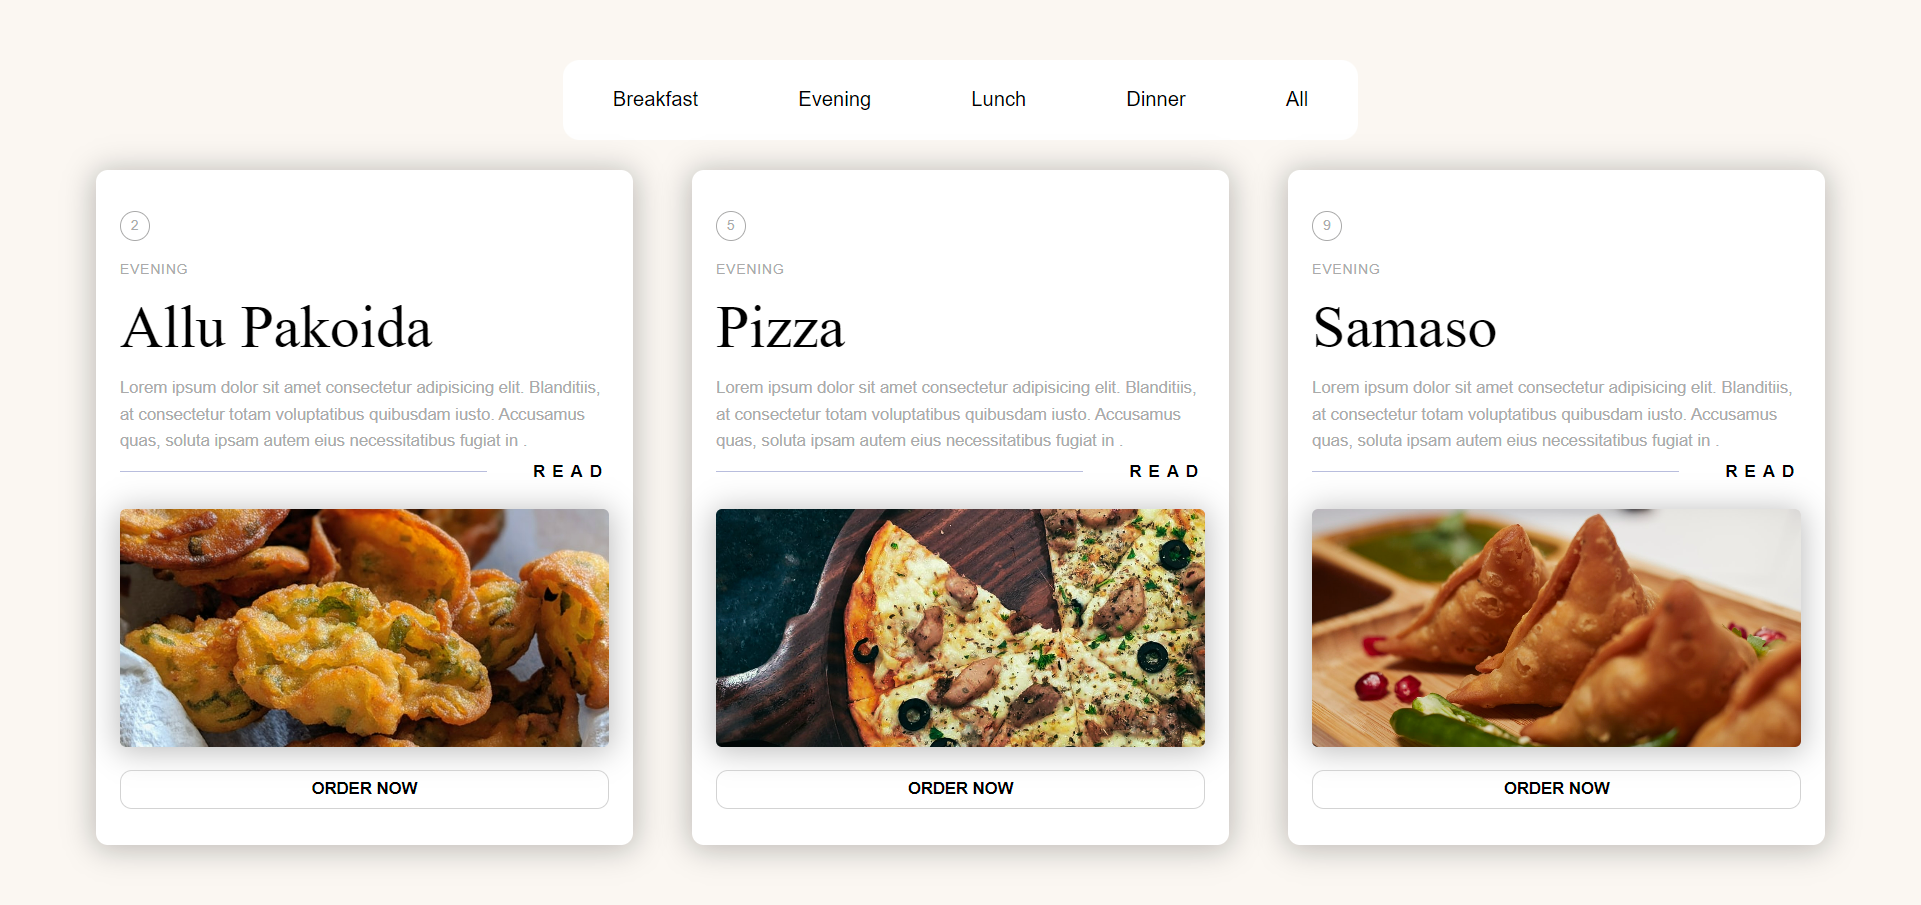 Breakfast Evening Lunch Dinner All
2
EVENING
Allu Pakoida
Lorem ipsum dolor sit amet consectetur adipisicing elit. Blanditiis,
at consectetur totam voluptatibus quibusdam iusto. Accusamus
quas, soluta ipsam autem eius necessitatibus fugiat in .
READ
ORDER NOW
5
EVENING
Pizza
Lorem ipsum dolor sit amet consectetur adipisicing elit. Blanditiis,
at consectetur totam voluptatibus quibusdam iusto. Accusamus
quas, soluta ipsam autem eius necessitatibus fugiat in .
READ
ORDER NOW
9
EVENING
Samaso
Lorem ipsum dolor sit amet consectetur adipisicing elit. Blanditiis,
at consectetur totam voluptatibus quibusdam iusto. Accusamus
quas, soluta ipsam autem eius necessitatibus fugiat in .
READ
ORDER NOW